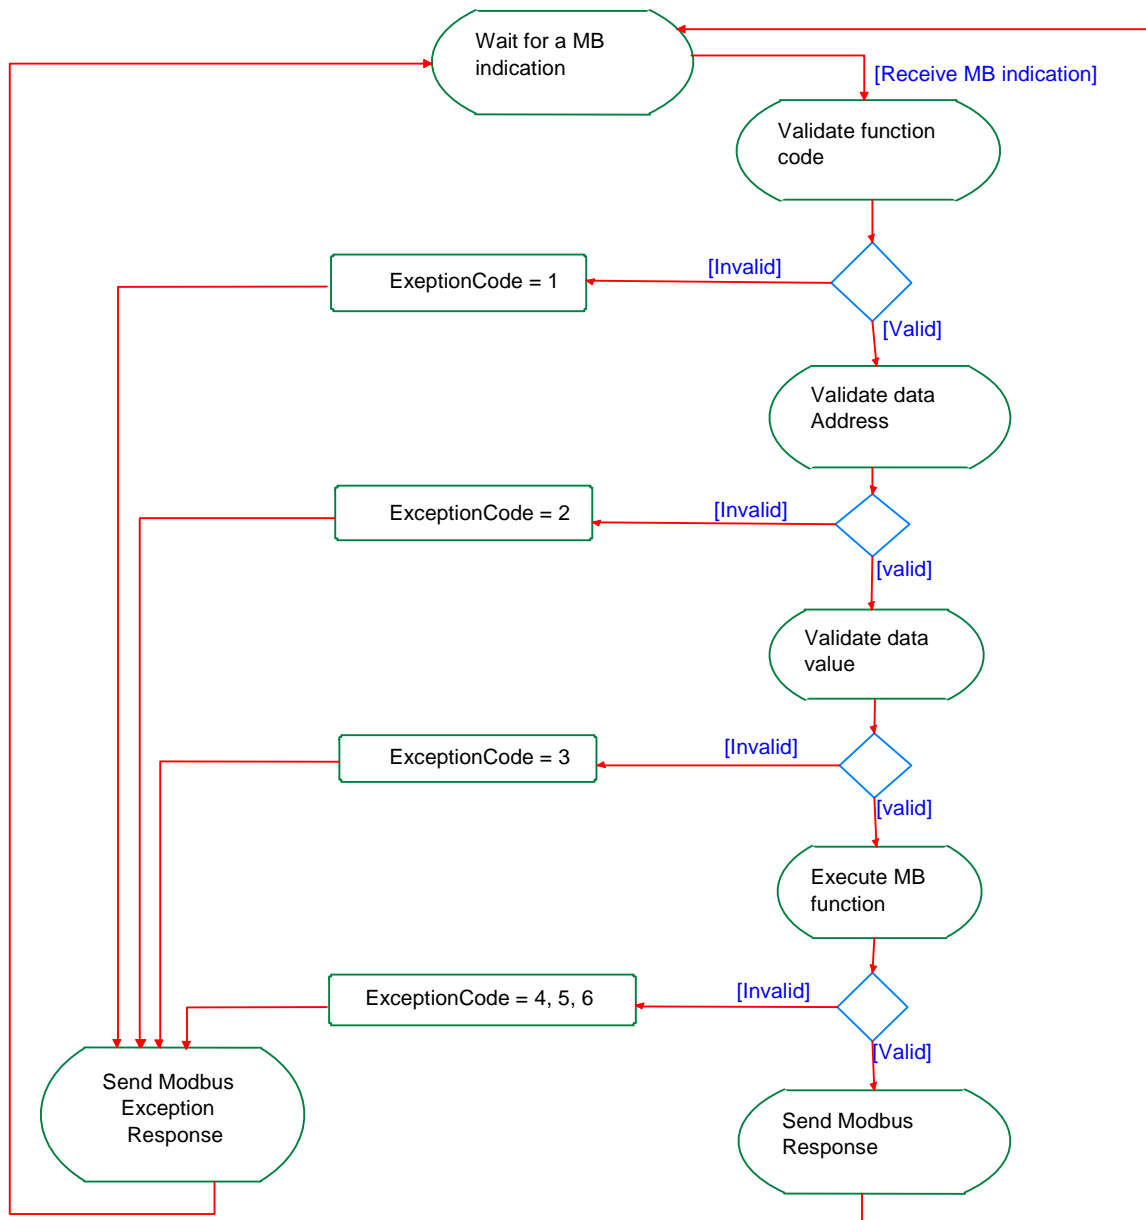 Wait for a MB
indication
[Receive MB indication]
Validate function
code
[Invalid]
ExeptionCode = 1
[Valid]
Validate data
Address
[Invalid]
ExceptionCode = 2
[valid]
Validate data
value
[Invalid]
ExceptionCode = 3
[valid]
Execute MB
function
[Invalid]
ExceptionCode = 4, 5, 6
[Valid]
Send Modbus
Exception
Response
Send Modbus
Response